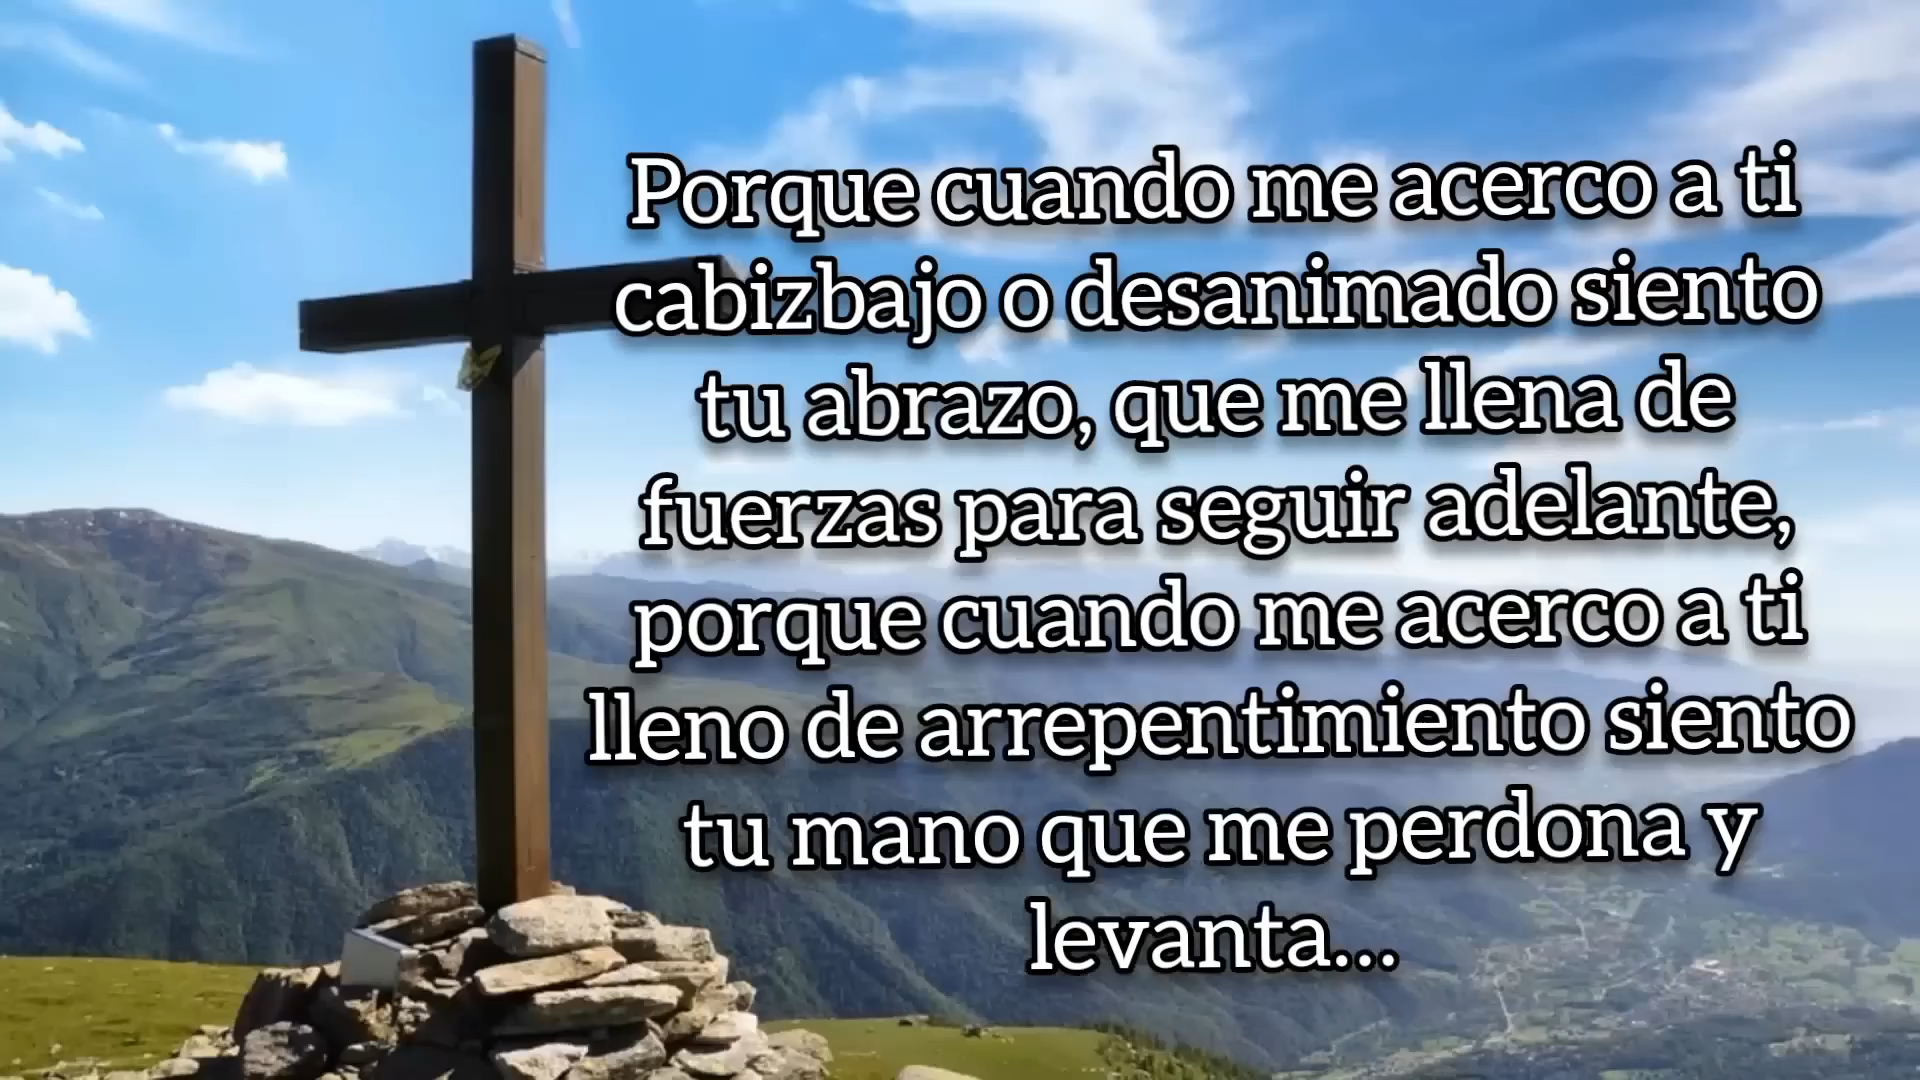 Porque cuando me acerco a ti
cabizbajo o desanimado siento
tu abrazo, que me llena de
fuerzas para seguir adelante,
porque cuando me acerco a ti
lleno de arrepentimiento siento
tu mano que me perdona y
levanta...